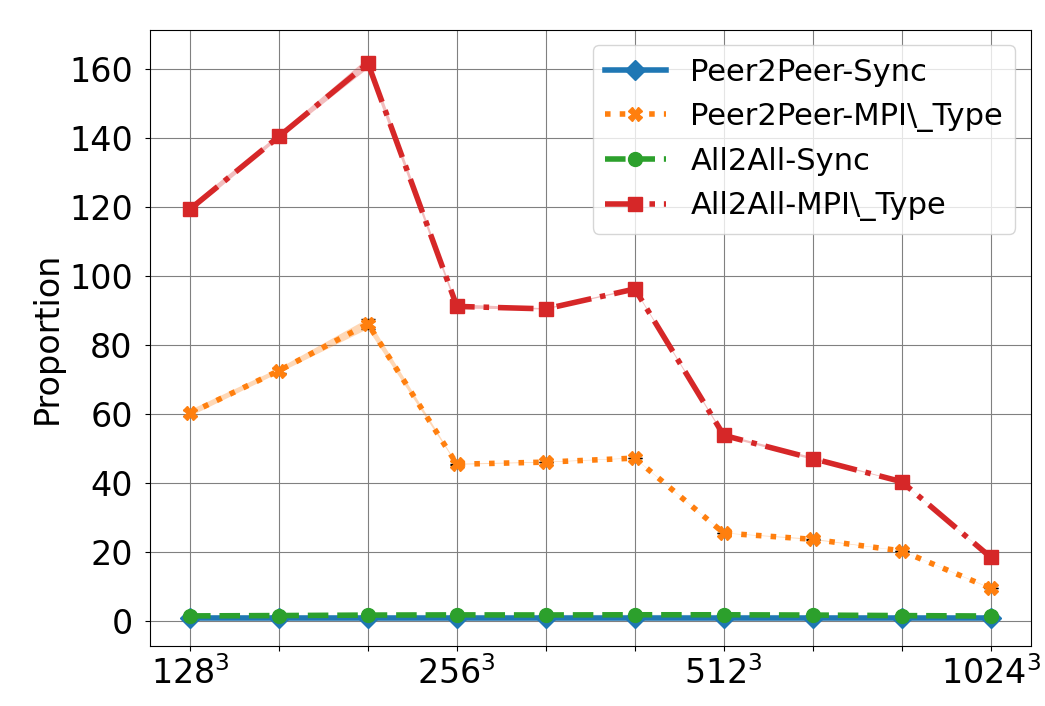 Peer2Peer-Sync
Peer2Peer-MPI\_Type
All2All-Sync
All2All-MPI\_Type
Proportion
160
140
120
100
80
60
40
20
0
128³
256³
512³
1024³